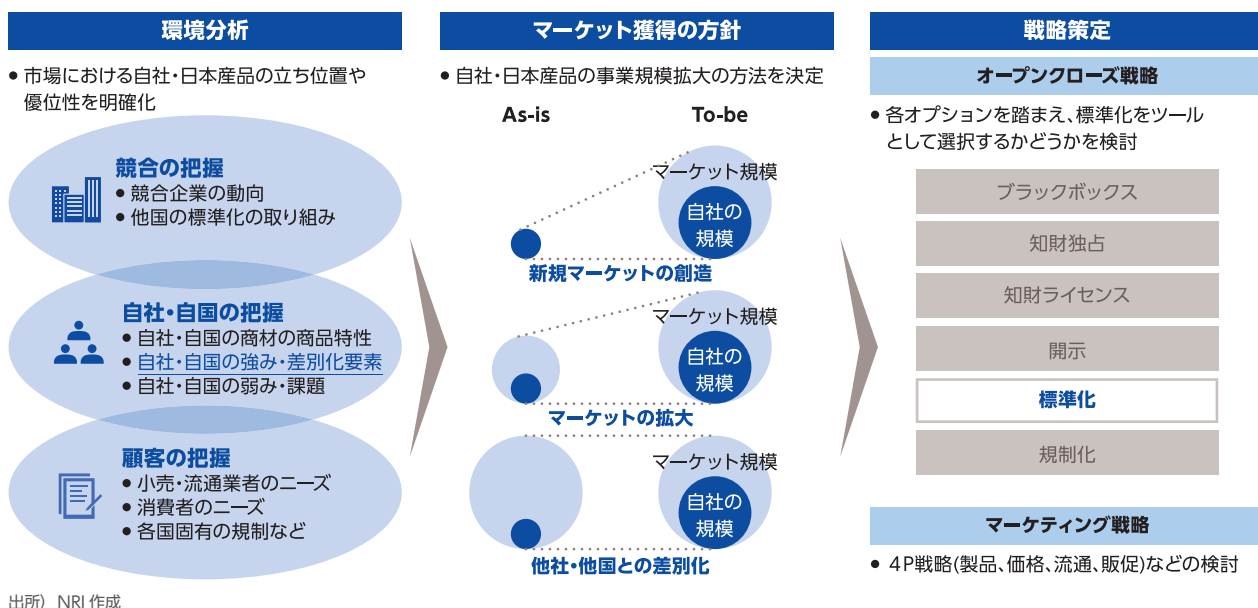 環境分析
• 市場における自社・日本産品の立ち位置や
優位性を明確化
競合の把握
• 競合企業の動向
• 他国の標準化の取り組み
自社・自国の把握
• 自社・自国の商材の商品特性
• 自社・自国の強み・差別化要素
• 自社・自国の弱み・課題
顧客の把握
• 小売・流通業者のニーズ
• 消費者のニーズ
• 各国固有の規制など
マーケット獲得の方針
• 自社・日本産品の事業規模拡大の方法を決定
As-is
To-be
マーケット規模
自社の
規模
新規マーケットの創造
マーケット規模
自社の
規模
マーケットの拡大
マーケット規模
自社の
規模
他社・他国との差別化
戦略策定
オープンクローズ戦略
• 各オプションを踏まえ、標準化をツール
として選択するかどうかを検討
ブラックボックス
知財独占
知財ライセンス
開示
標準化
規制化
マーケティング戦略
• 4P戦略(製品、価格、流通、販促)などの検討
出所）NRI作成